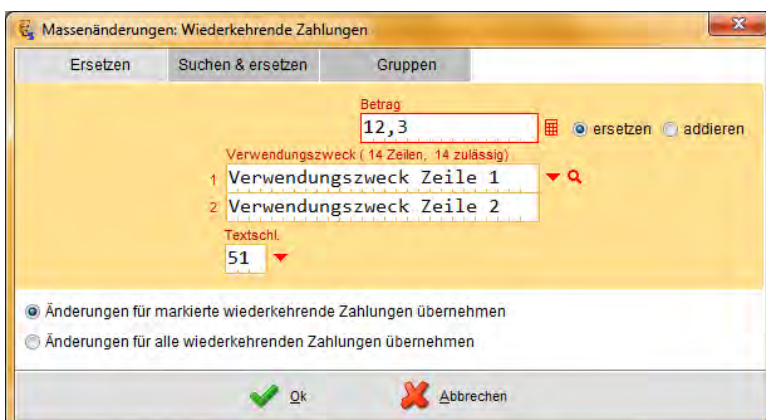 Massenänderungen: Wiederkehrende Zahlungen
Ersetzen Suchen & ersetzen Gruppen
Betrag
12,3 ersetzen addieren
Verwendungszweck ( 14 Zeilen, 14 zulässig)
1 Verwendungszweck Zeile 1
2 Verwendungszweck Zeile 2
Textschl.
51
Änderungen für markierte wiederkehrende Zahlungen übernehmen
Änderungen für alle wiederkehrenden Zahlungen übernehmen
Ok Abbrechen